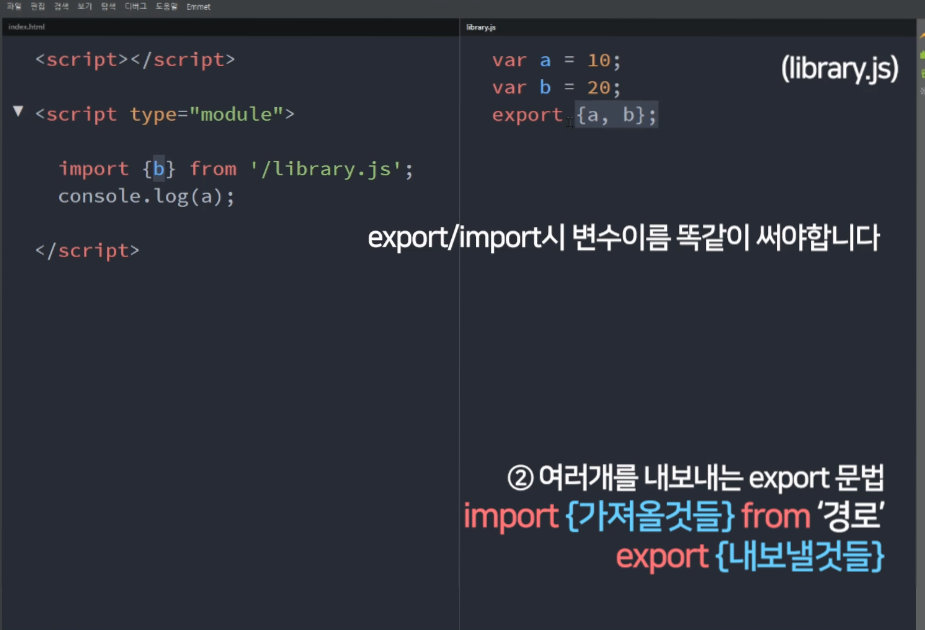 파일 편집 검색 보기 탐색 디버그 도움말 Emmet
index.html
<script></script>
<script type="module">
import {b} from '/library.js';
console.log(a);
</script>
library.js
var a = 10;
var b = 20;
export {a, b};
(library.js)
export/import시 변수이름 똑같이 써야합니다
② 여러개를 내보내는 export 문법
import {가져올것들} from ‘경로’
export {내보낼것들}